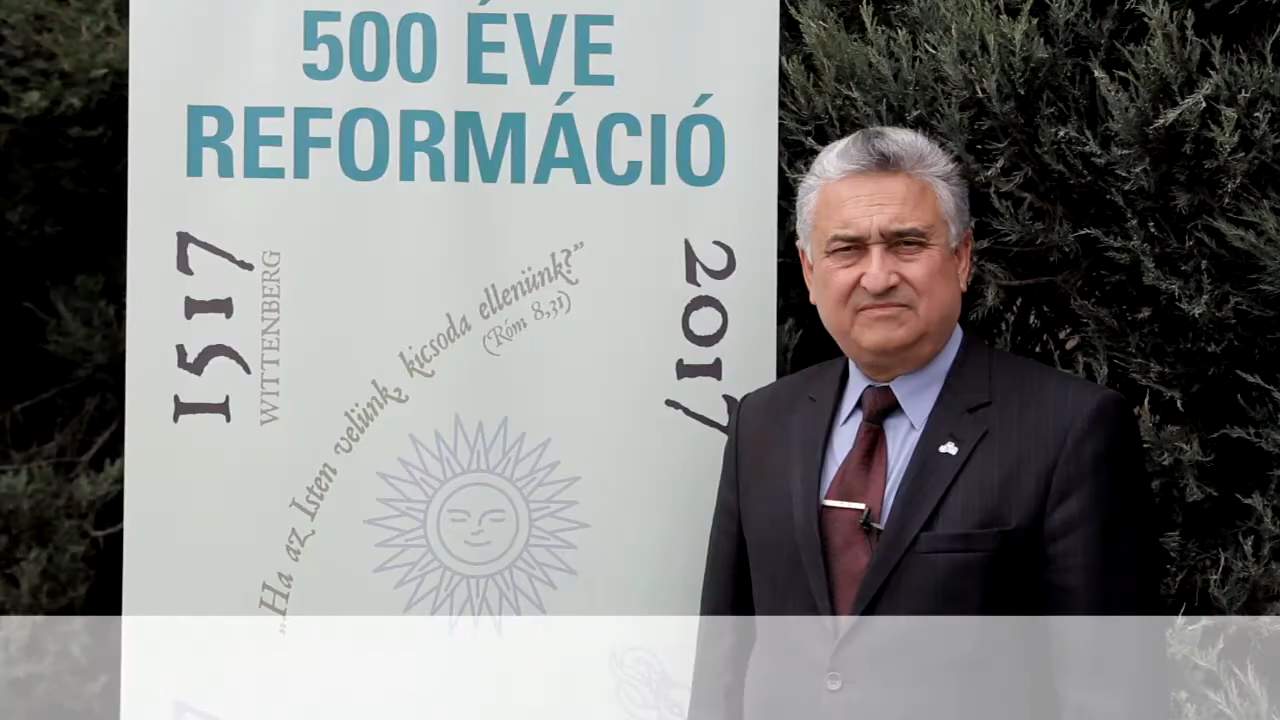 500 ÉVE
REFORMÁCIÓ
1517
WITTENBERG
„Ha az Isten velünk, kicsoda ellenünk?”
(Róm 8,31)
2017